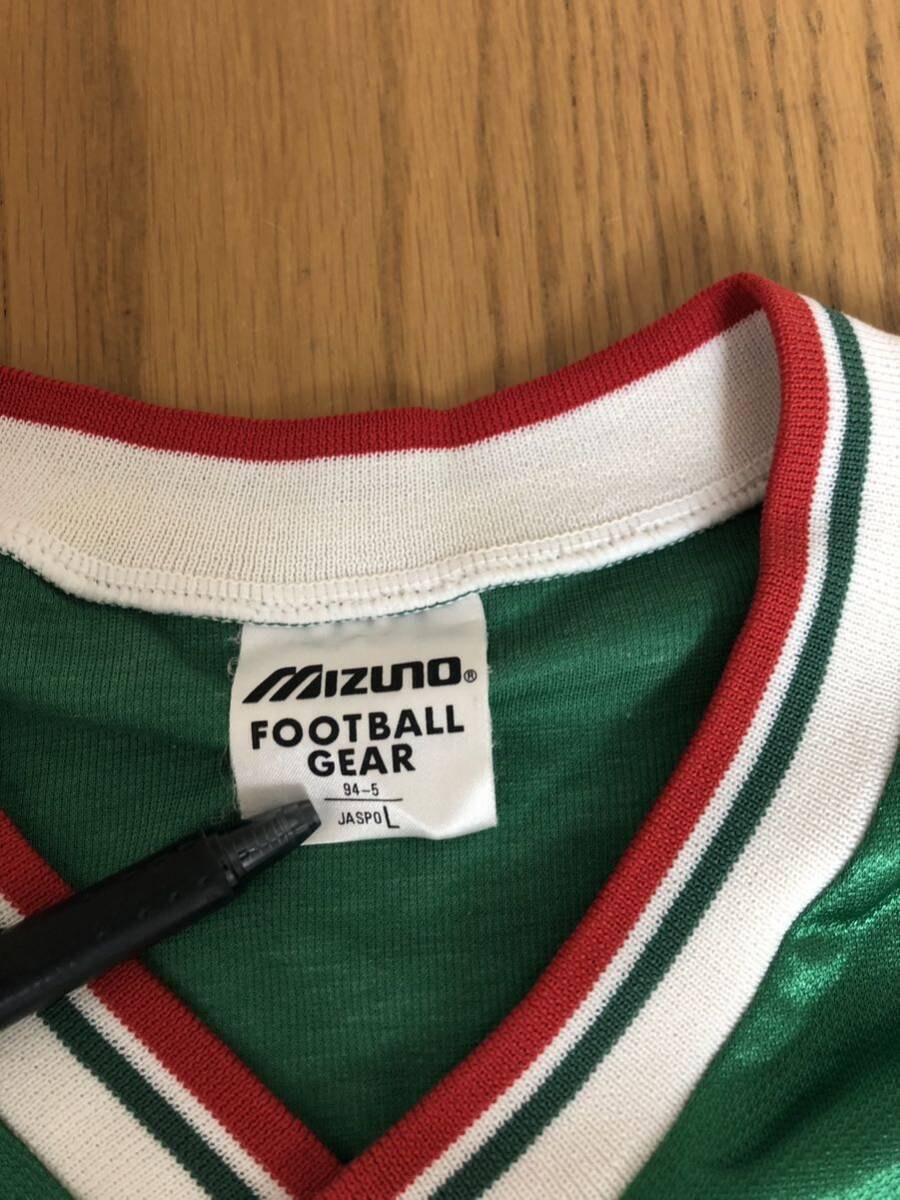 MIZUNO®
FOOTBALL
GEAR
94-5
JASPO L